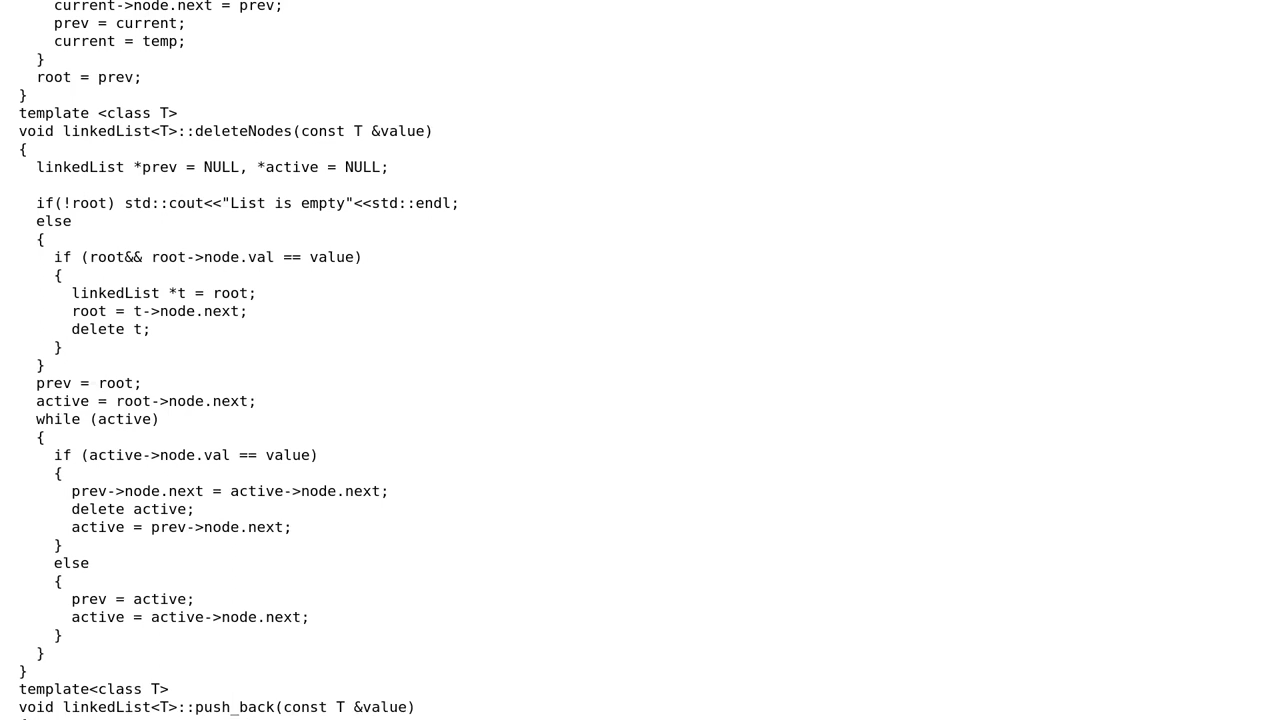 current->node.next = prev;
    prev = current;
    current = temp;
  }
  root = prev;
}
template <class T>
void linkedList<T>::deleteNodes(const T &value)
{
  linkedList *prev = NULL, *active = NULL;

  if(!root) std::cout<<"List is empty"<<std::endl;
  else
  {
    if (root&& root->node.val == value)
    {
      linkedList *t = root;
      root = t->node.next;
      delete t;
    }
  }
  prev = root;
  active = root->node.next;
  while (active)
  {
    if (active->node.val == value)
    {
      prev->node.next = active->node.next;
      delete active;
      active = prev->node.next;
    }
    else
    {
      prev = active;
      active = active->node.next;
    }
  }
}
template<class T>
void linkedList<T>::push_back(const T &value)